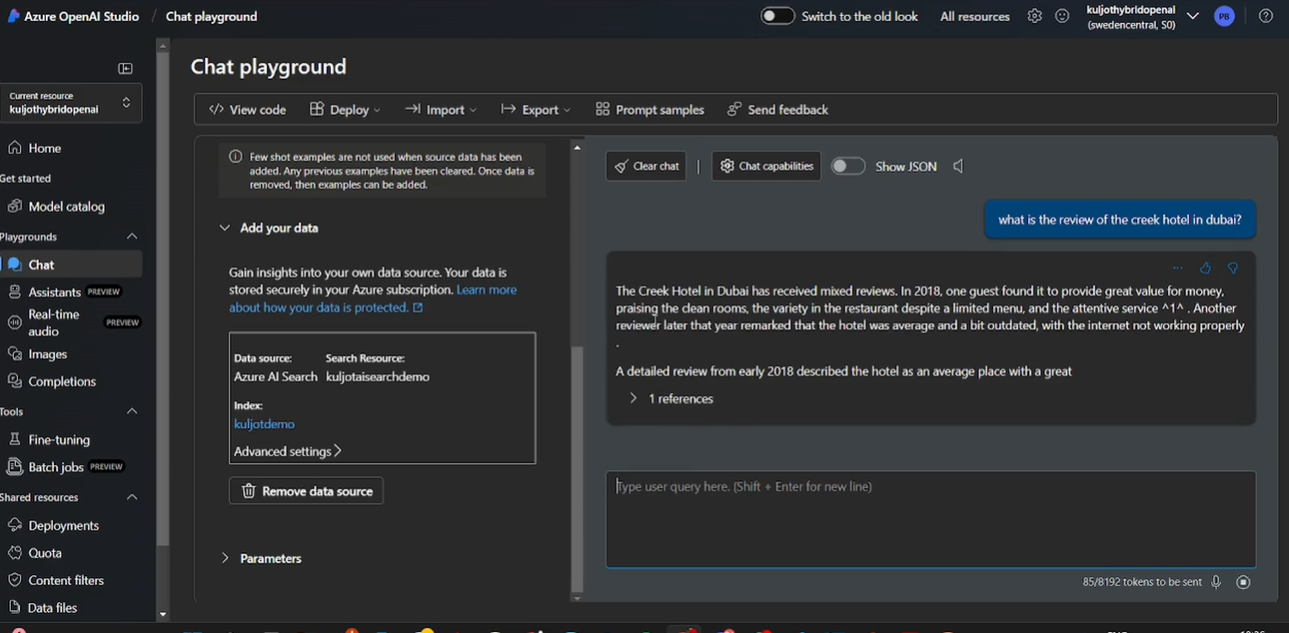 Azure OpenAI Studio / Chat playground
Switch to the old look
All resources
kuljothybridopenai
(swedencentral, S0)
PB
Current resource
kuljothybridopenai
Home
Get started
Model catalog
Playgrounds
Chat
Assistants PREVIEW
Real-time audio PREVIEW
Images
Completions
Tools
Fine-tuning
Batch jobs PREVIEW
Shared resources
Deployments
Quota
Content filters
Data files
Chat playground
View code
Deploy
Import
Export
Prompt samples
Send feedback
Few shot examples are not used when source data has been
added. Any previous examples have been cleared. Once data is
removed, then examples can be added.
Add your data
Gain insights into your own data source. Your data is
stored securely in your Azure subscription. Learn more
about how your data is protected.
Data source: Search Resource:
Azure AI Search kuljotaisearchdemo
Index:
kuljotdemo
Advanced settings
Remove data source
Parameters
Clear chat
Chat capabilities
Show JSON
what is the review of the creek hotel in dubai?
The Creek Hotel in Dubai has received mixed reviews. In 2018, one guest found it to provide great value for money,
praising the clean rooms, the variety in the restaurant despite a limited menu, and the attentive service ^1^ . Another
reviewer later that year remarked that the hotel was average and a bit outdated, with the internet not working properly
.
A detailed review from early 2018 described the hotel as an average place with a great
1 references
Type user query here. (Shift + Enter for new line)
85/8192 tokens to be sent